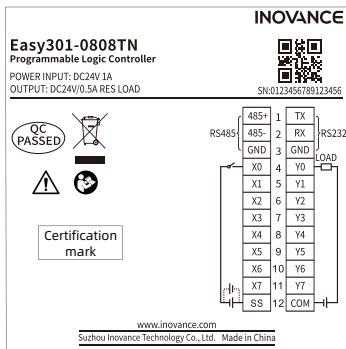 INOVANCE
Easy301-0808TN
Programmable Logic Controller
POWER INPUT: DC24V 1A
OUTPUT: DC24V/0.5A RES LOAD
SN:0123456789123456
QC
PASSED
Certification
mark
RS485
RS232
LOAD
485+ 1 TX
485- 2 RX
GND 3 GND
X0 4 Y0
X1 5 Y1
X2 6 Y2
X3 7 Y3
X4 8 Y4
X5 9 Y5
X6 10 Y6
X7 11 Y7
SS 12 COM
www.inovance.com
Suzhou Inovance Technology Co., Ltd. Made in China